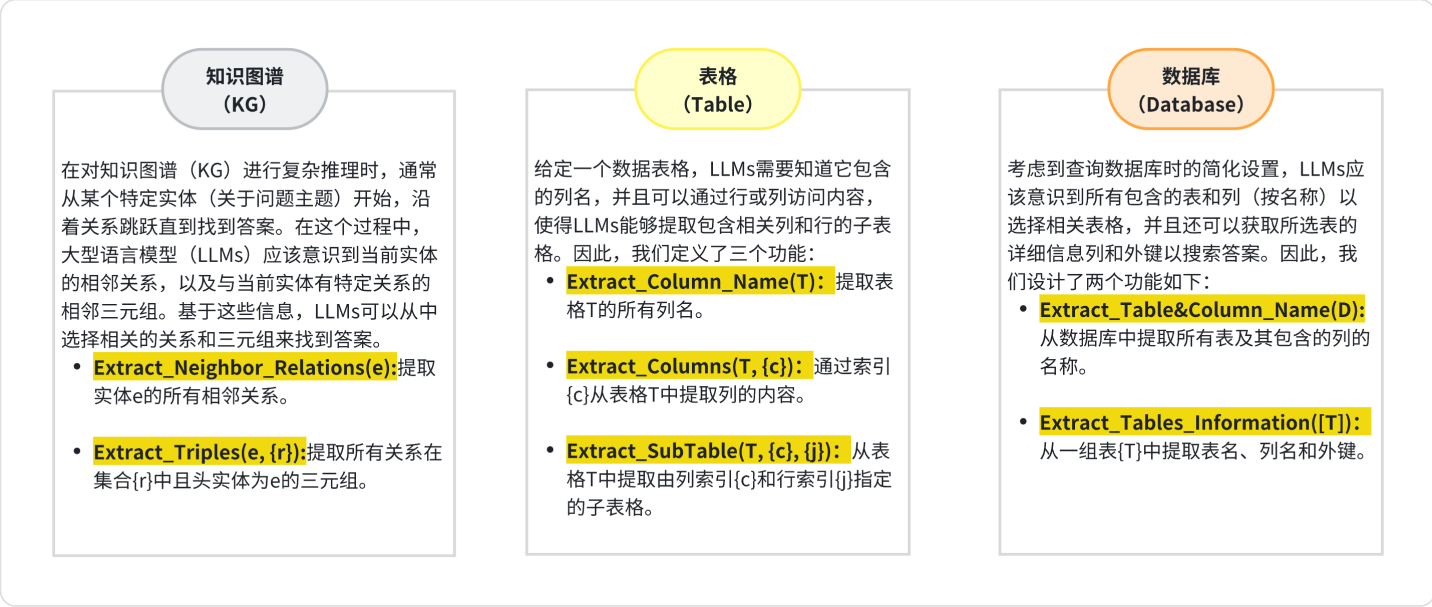 知识图谱
（KG）
在对知识图谱（KG）进行复杂推理时，通常
从某个特定实体（关于问题主题）开始，沿
着关系跳跃直到找到答案。在这个过程中，
大型语言模型（LLMs）应该意识到当前实体
的相邻关系，以及与当前实体有特定关系的
相邻三元组。基于这些信息，LLMs可以从中
选择相关的关系和三元组来找到答案。
• Extract_Neighbor_Relations(e):提取
实体e的所有相邻关系。
• Extract_Triples(e, {r}):提取所有关系在
集合{r}中且头实体为e的三元组。
表格
（Table）
给定一个数据表格，LLMs需要知道它包含
的列名，并且可以通过行或列访问内容，
使得LLMs能够提取包含相关列和行的子表
格。因此，我们定义了三个功能：
• Extract_Column_Name(T)：提取表
格T的所有列名。
• Extract_Columns(T, {c})：通过索引
{c}从表格T中提取列的内容。
• Extract_SubTable(T, {c}, {j})：从表
格T中提取由列索引{c}和行索引{j}指定
的子表格。
数据库
（Database）
考虑到查询数据库时的简化设置，LLMs应
该意识到所有包含的表和列（按名称）以
选择相关表格，并且还可以获取所选表的
详细信息列和外键以搜索答案。因此，我
们设计了两个功能如下：
• Extract_Table&Column_Name(D):
从数据库中提取所有表及其包含的列的
名称。
• Extract_Tables_Information([T])：
从一组表{T}中提取表名、列名和外键。